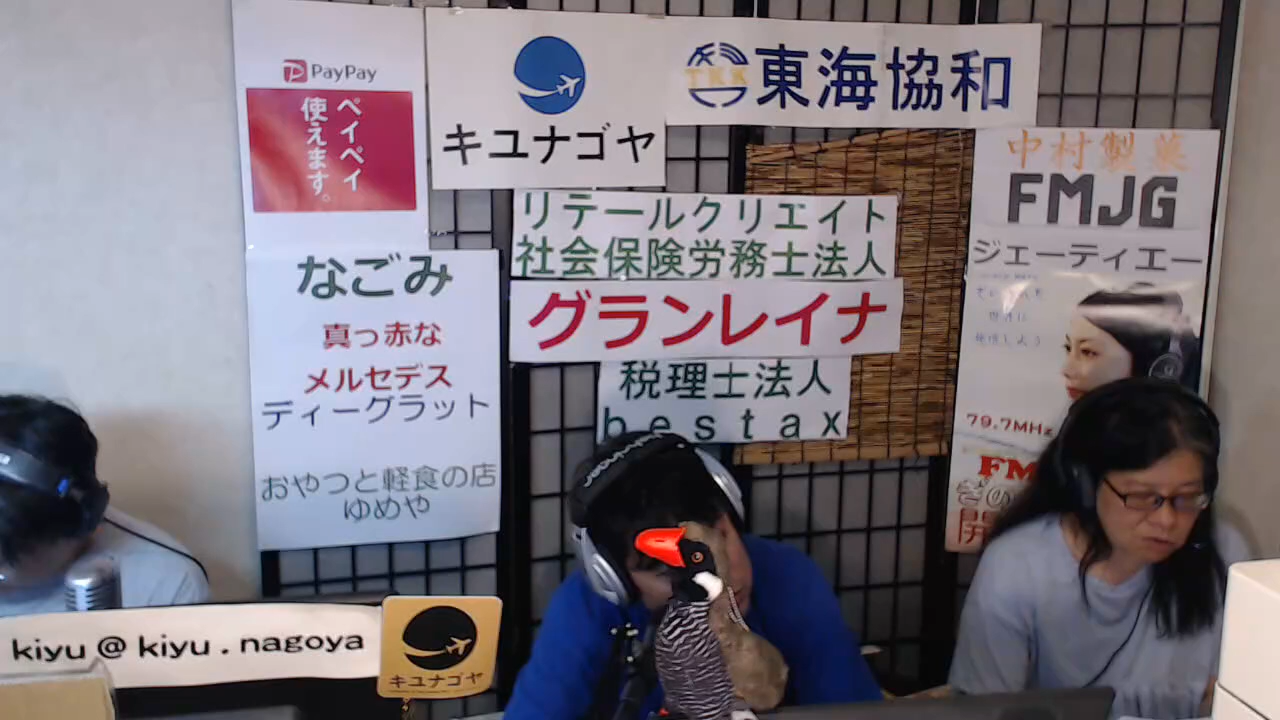 PayPay
ペイペイ
使えます。
キユナゴヤ
TKK 東海協和
リテールクリエイト
社会保険労務士法人
グランレイナ
税理士法人
bestax
なごみ
真っ赤な
メルセデス
ディーグラット
おやつと軽食の店
ゆめや
中村製菓
FMJG
ジェーティエー
79.7MHz
FM
kiyu@kiyu.nagoya
キユナゴヤ